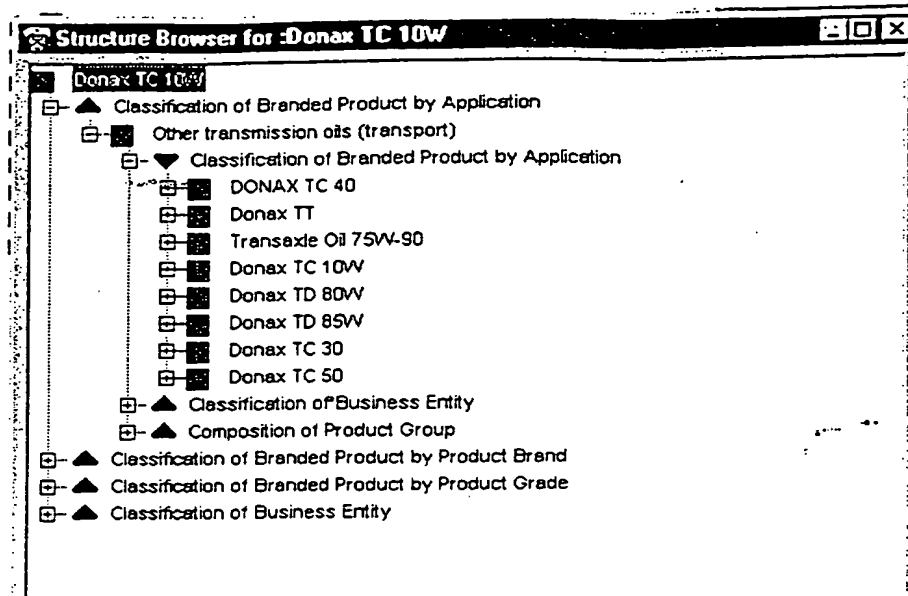 Structure Browser for :Donax TC 10W
Donax TC 10W
Classification of Branded Product by Application
Other transmission oils (transport)
Classification of Branded Product by Application
DONAX TC 40
Donax TT
Transaxle Oil 75W-90
Donax TC 10W
Donax TD 80W
Donax TD 85W
Donax TC 30
Donax TC 50
Classification of Business Entity
Composition of Product Group
Classification of Branded Product by Product Brand
Classification of Branded Product by Product Grade
Classification of Business Entity